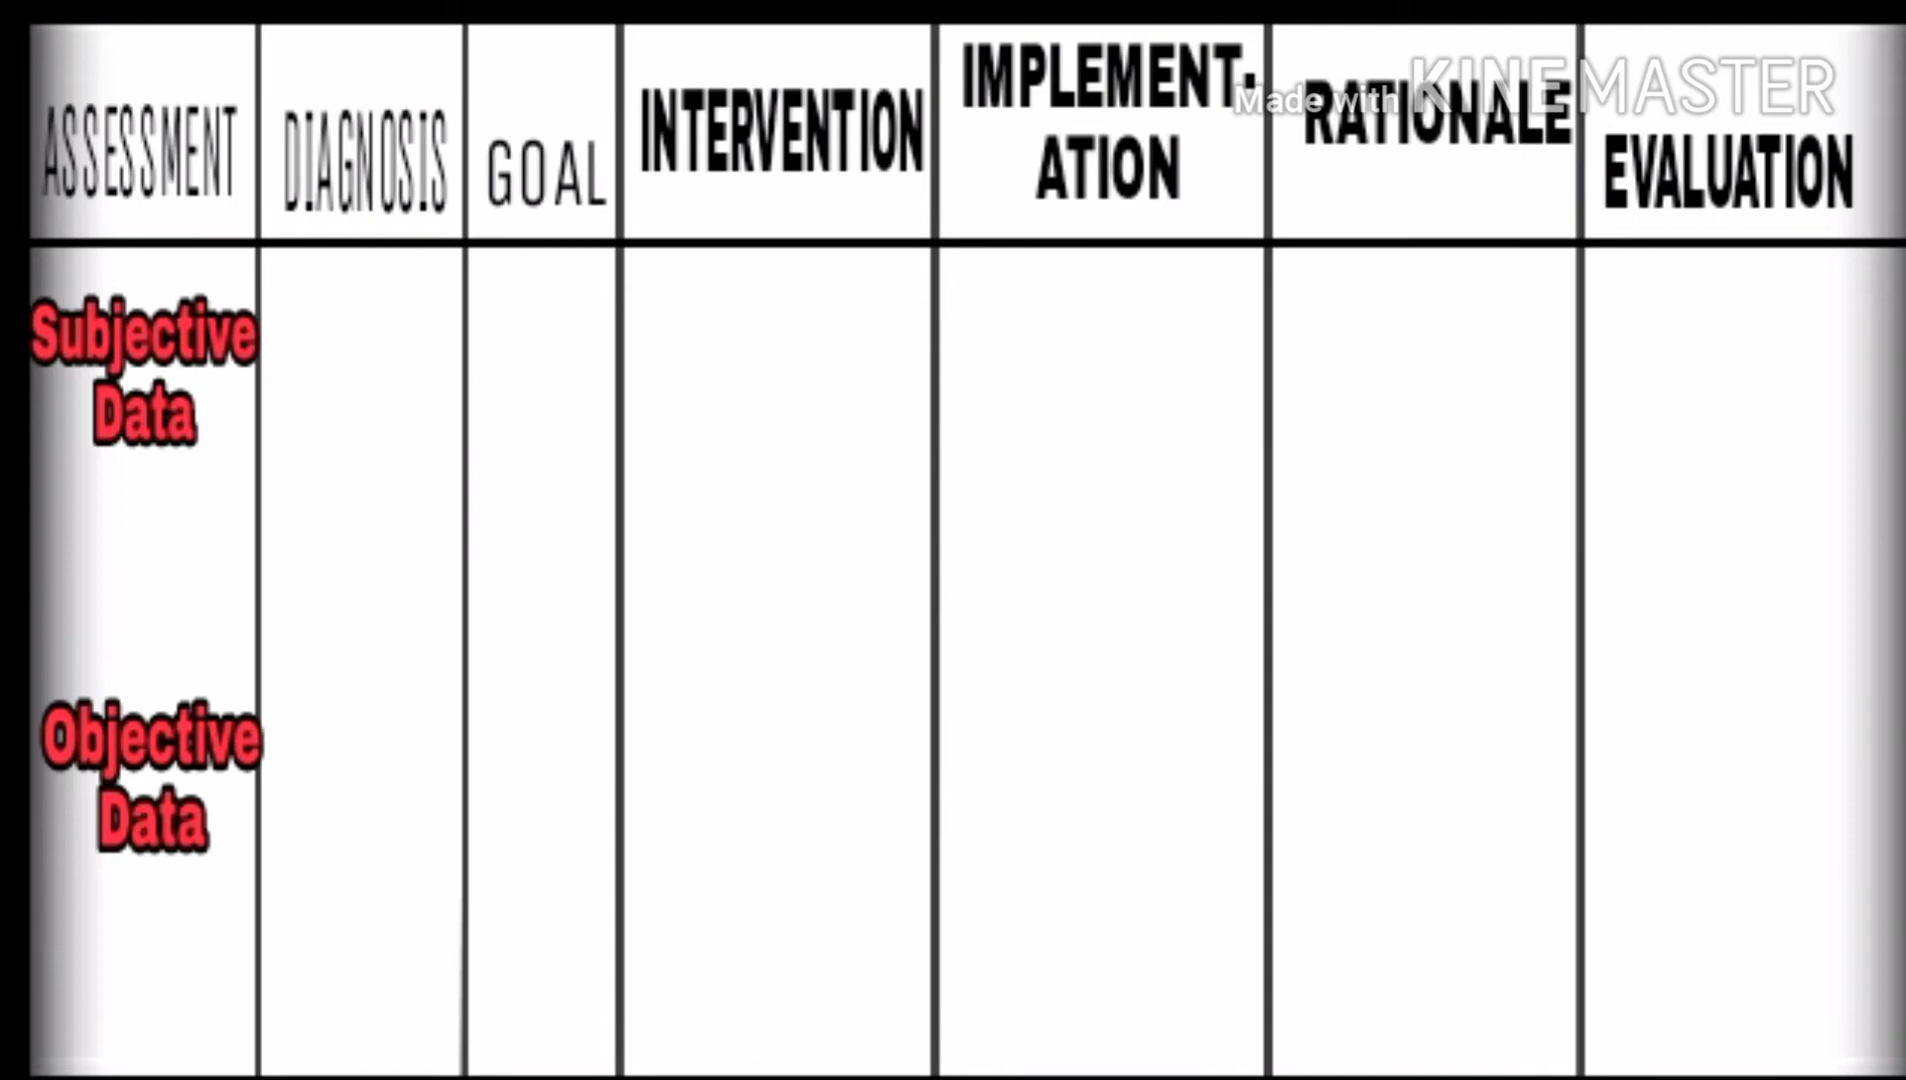 ASSESSMENT
DIAGNOSIS
GOAL
INTERVENTION
IMPLEMENT-
ATION
RATIONALE
EVALUATION
Made with KINEMASTER
Subjective
Data
Objective
Data